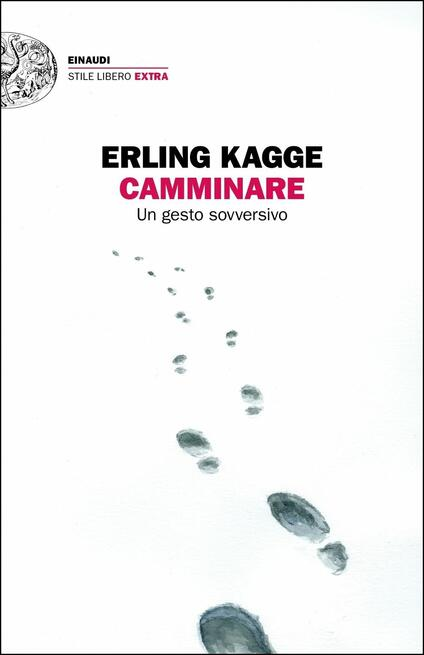 EINAUDI
STILE LIBERO EXTRA
ERLING KAGGE
CAMMINARE
Un gesto sovversivo